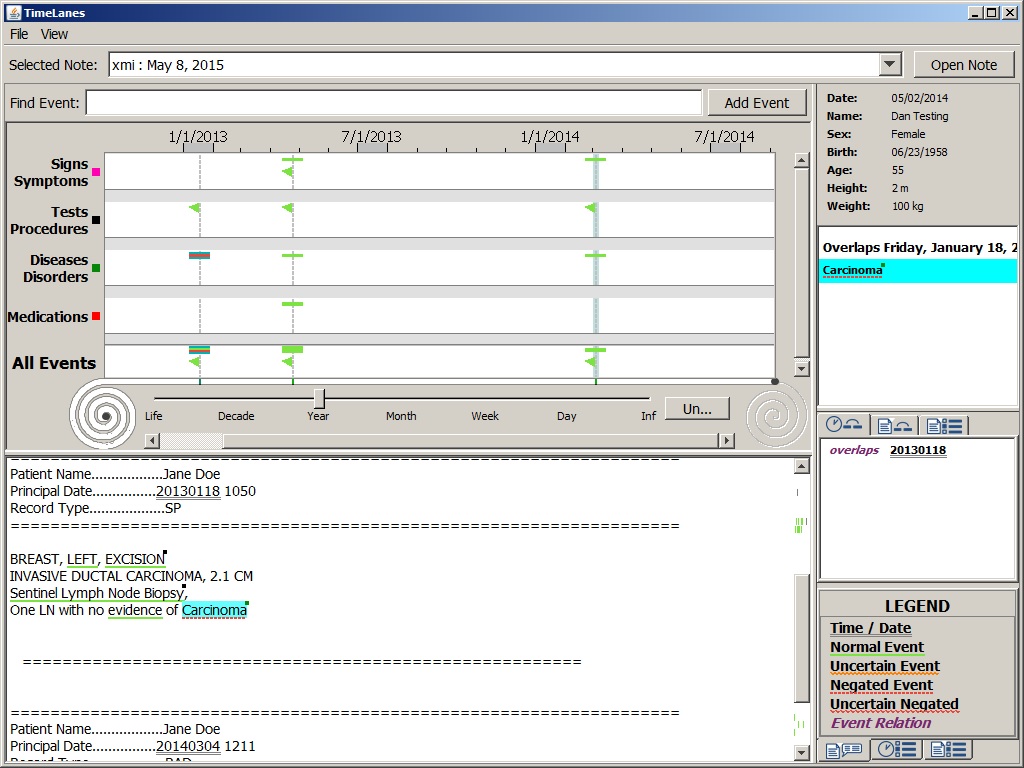 TimeLanes
File View
Selected Note: xmi : May 8, 2015 Open Note
Find Event: Add Event
1/1/2013 7/1/2013 1/1/2014 7/1/2014
Signs
Symptoms
Tests
Procedures
Diseases
Disorders
Medications
All Events
Life Decade Year Month Week Day Inf Un...
====================================================================
Patient Name..................Jane Doe
Principal Date................20130118 1050
Record Type...................SP
====================================================================
BREAST, LEFT, EXCISION
INVASIVE DUCTAL CARCINOMA, 2.1 CM
Sentinel Lymph Node Biopsy,
One LN with no evidence of Carcinoma
=========================================================
====================================================================
Patient Name..................Jane Doe
Principal Date................20140304 1211
Record Type...................RAD
Date: 05/02/2014
Name: Dan Testing
Sex: Female
Birth: 06/23/1958
Age: 55
Height: 2 m
Weight: 100 kg
Overlaps Friday, January 18, 2
Carcinoma
overlaps 20130118
LEGEND
Time / Date
Normal Event
Uncertain Event
Negated Event
Uncertain Negated
Event Relation